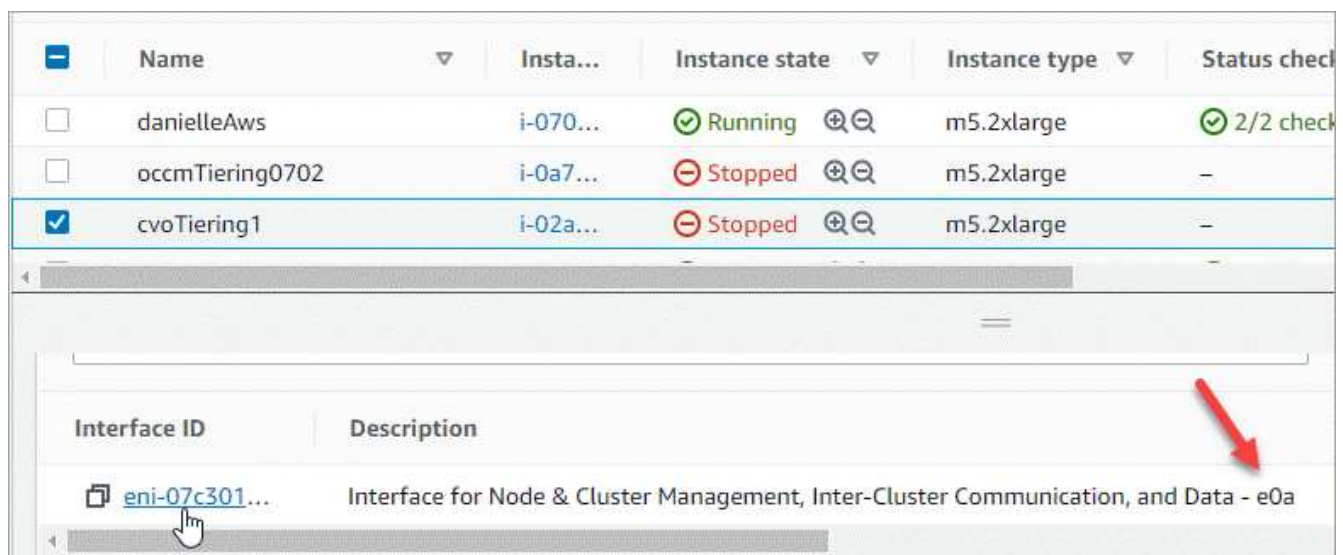 Name Insta... Instance state Instance type Status check
danielleAws i-070... Running m5.2xlarge 2/2 check
occmTiering0702 i-0a7... Stopped m5.2xlarge –
cvoTiering1 i-02a... Stopped m5.2xlarge –
Interface ID Description
eni-07c301... Interface for Node & Cluster Management, Inter-Cluster Communication, and Data - e0a